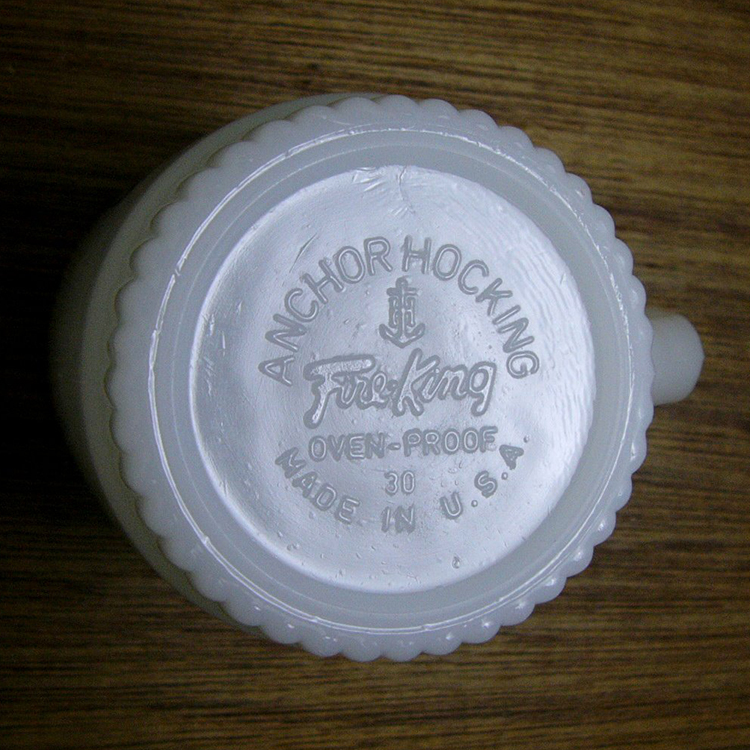 ANCHOR HOCKING
Fire-King
OVEN-PROOF
30
MADE IN U.S.A.